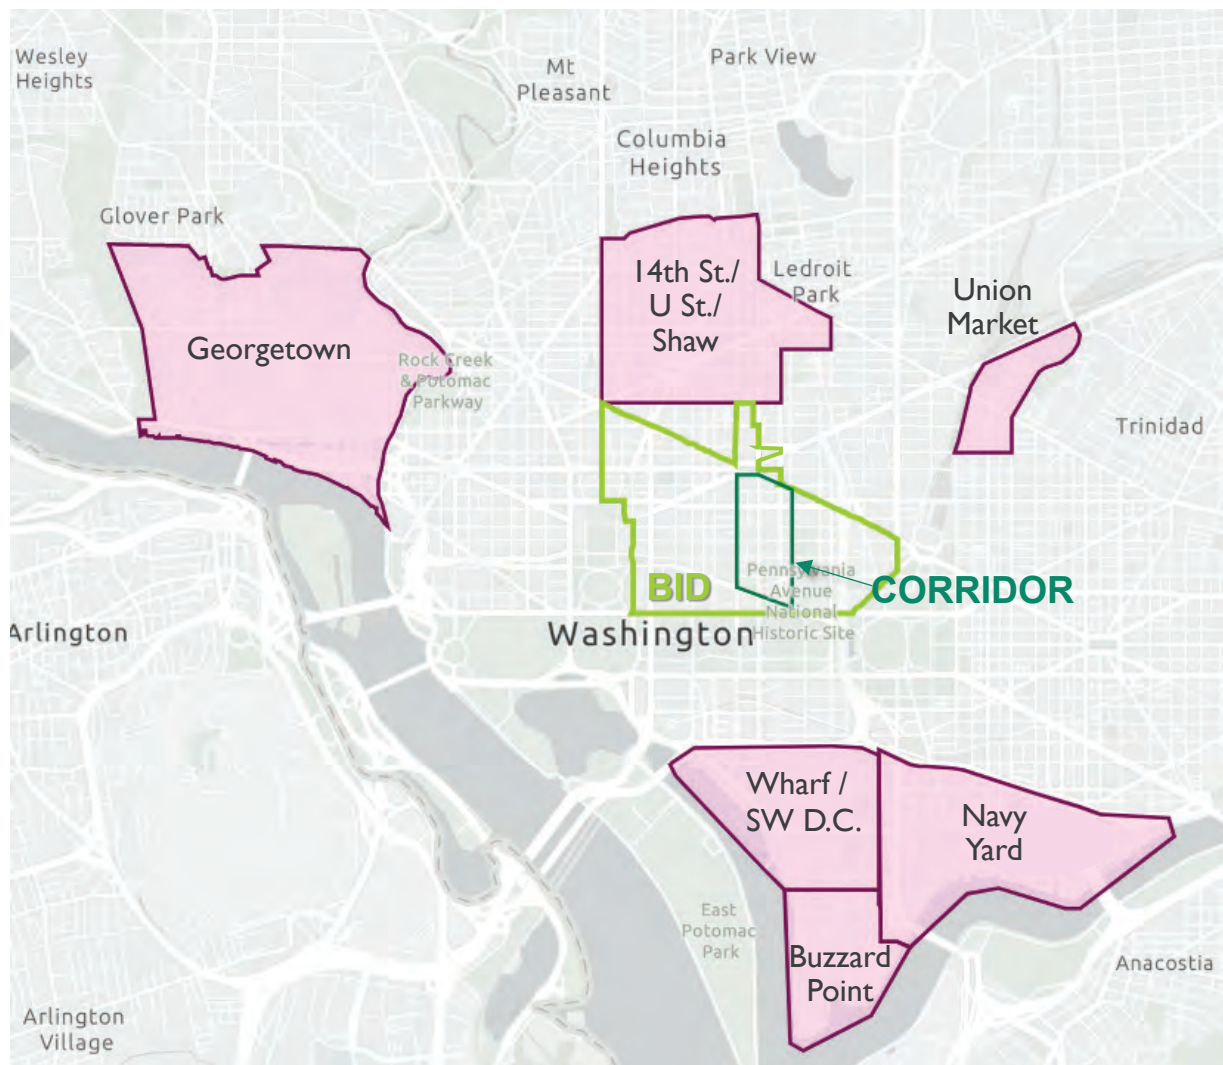 Wesley
Heights
Mt
Pleasant
Park View
Columbia
Heights
Glover Park
14th St./
U St./
Shaw
Ledroit
Park
Union
Market
Georgetown
Rock Creek
& Potomac
Parkway
Trinidad
BID
Pennsylvania
Avenue
National
Historic Site
CORRIDOR
Arlington
Washington
Wharf /
SW D.C.
Navy
Yard
East
Potomac
Park
Buzzard
Point
Anacostia
Arlington
Village